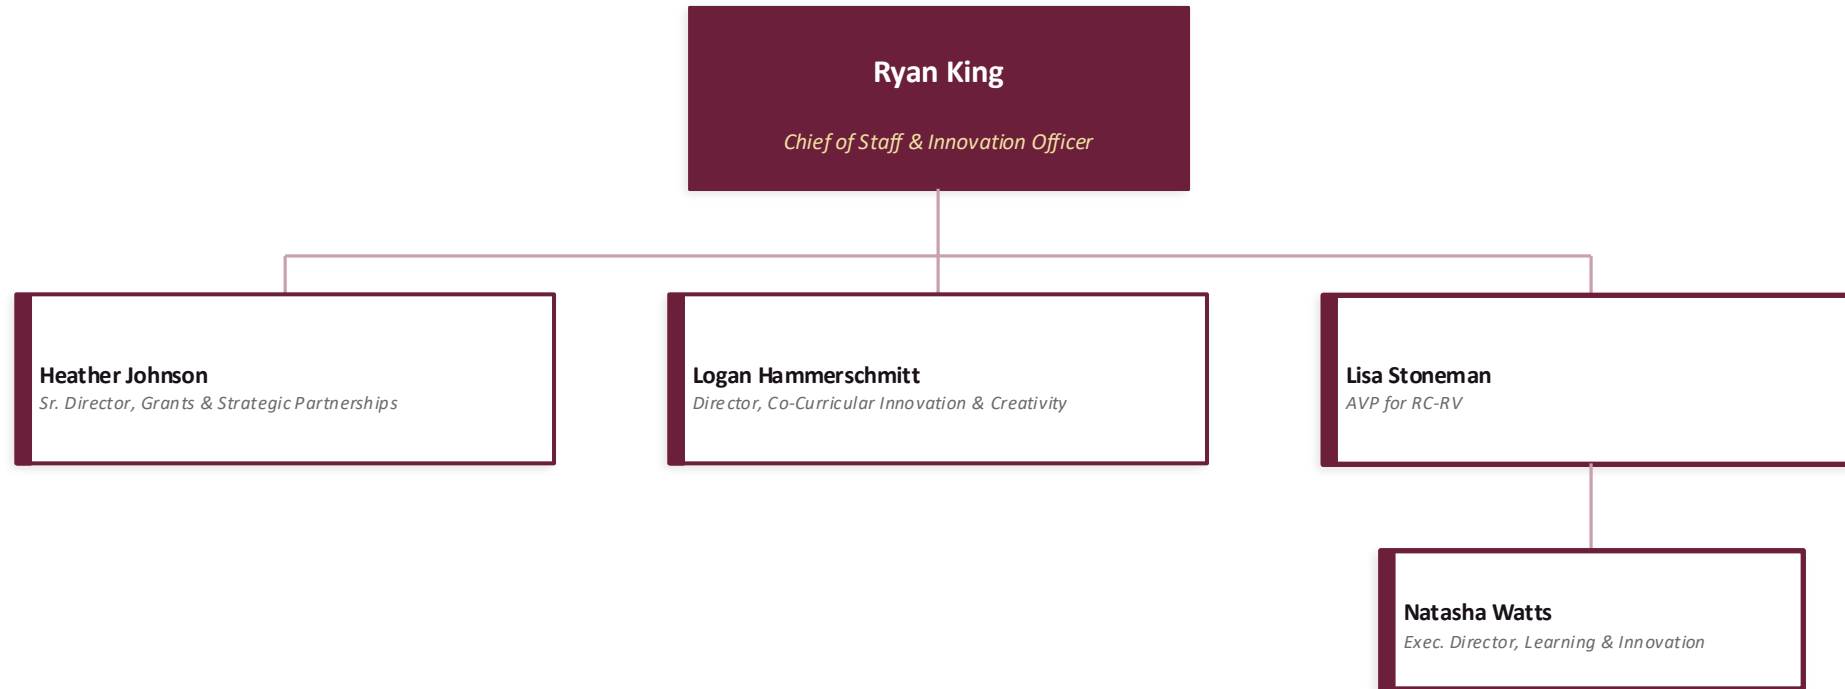 Ryan King
Chief of Staff & Innovation Officer
Heather Johnson
Sr. Director, Grants & Strategic Partnerships
Logan Hammerschmitt
Director, Co-Curricular Innovation & Creativity
Lisa Stoneman
AVP for RC-RV
Natasha Watts
Exec. Director, Learning & Innovation